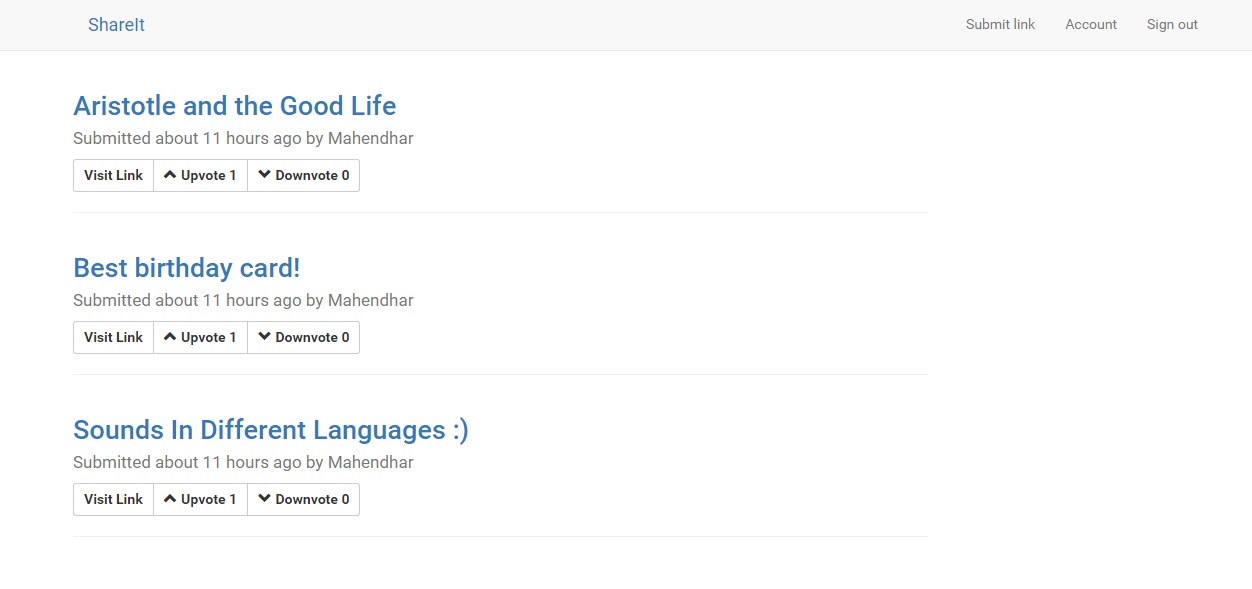 ShareIt Submit link Account Sign out
Aristotle and the Good Life
Submitted about 11 hours ago by Mahendhar
Visit Link Upvote 1 Downvote 0
Best birthday card!
Submitted about 11 hours ago by Mahendhar
Visit Link Upvote 1 Downvote 0
Sounds In Different Languages :)
Submitted about 11 hours ago by Mahendhar
Visit Link Upvote 1 Downvote 0